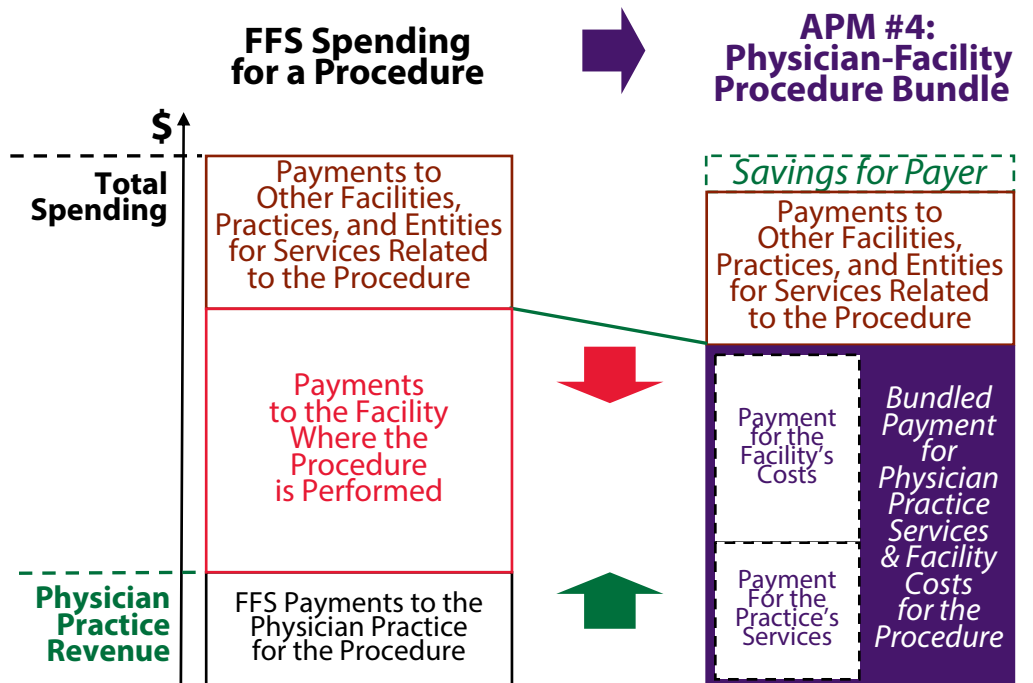 FFS Spending
for a Procedure
APM #4:
Physician-Facility
Procedure Bundle
$
Total
Spending
Payments to
Other Facilities,
Practices, and Entities
for Services Related
to the Procedure
Savings for Payer
Payments to
Other Facilities,
Practices, and Entities
for Services Related
to the Procedure
Payments
to the Facility
Where the
Procedure
is Performed
Payment
for the
Facility's
Costs
Bundled
Payment
for
Physician
Practice
Services
& Facility
Costs
for the
Procedure
Physician
Practice
Revenue
FFS Payments to the
Physician Practice
for the Procedure
Payment
For the
Practice's
Services